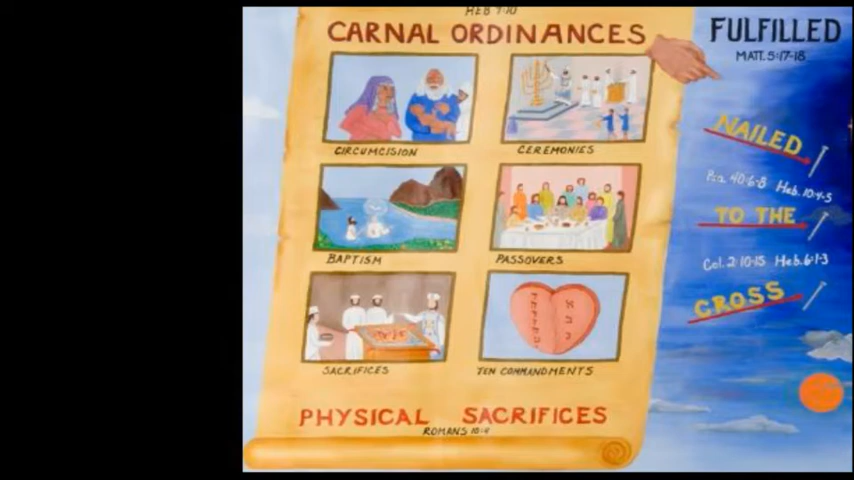 HEB 9:10
CARNAL ORDINANCES
CIRCUMCISION
CEREMONIES
BAPTISM
PASSOVERS
SACRIFICES
TEN COMMANDMENTS
PHYSICAL SACRIFICES
ROMANS 10:4
FULFILLED
MATT. 5:17-18
NAILED
Psa. 40:6-8 Heb. 10:4-5
TO THE
Col. 2:10-15 Heb. 6:1-3
CROSS